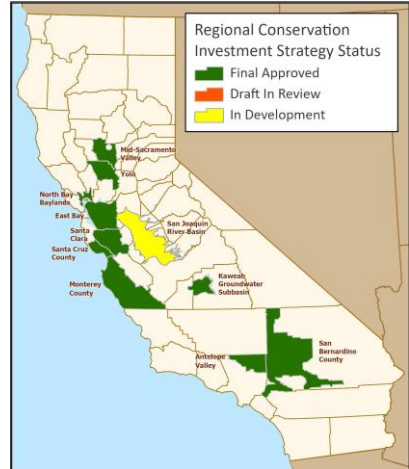 Regional Conservation
Investment Strategy Status
Final Approved
Draft In Review
In Development
Mid-Sacramento
Valley
Yolo
North Bay
Baylands
East Bay
Santa
Clara
Santa Cruz
County
San Joaquin
River Basin
Monterey
County
Kaweah
Groundwater
Subbasin
Antelope
Valley
San
Bernardino
County